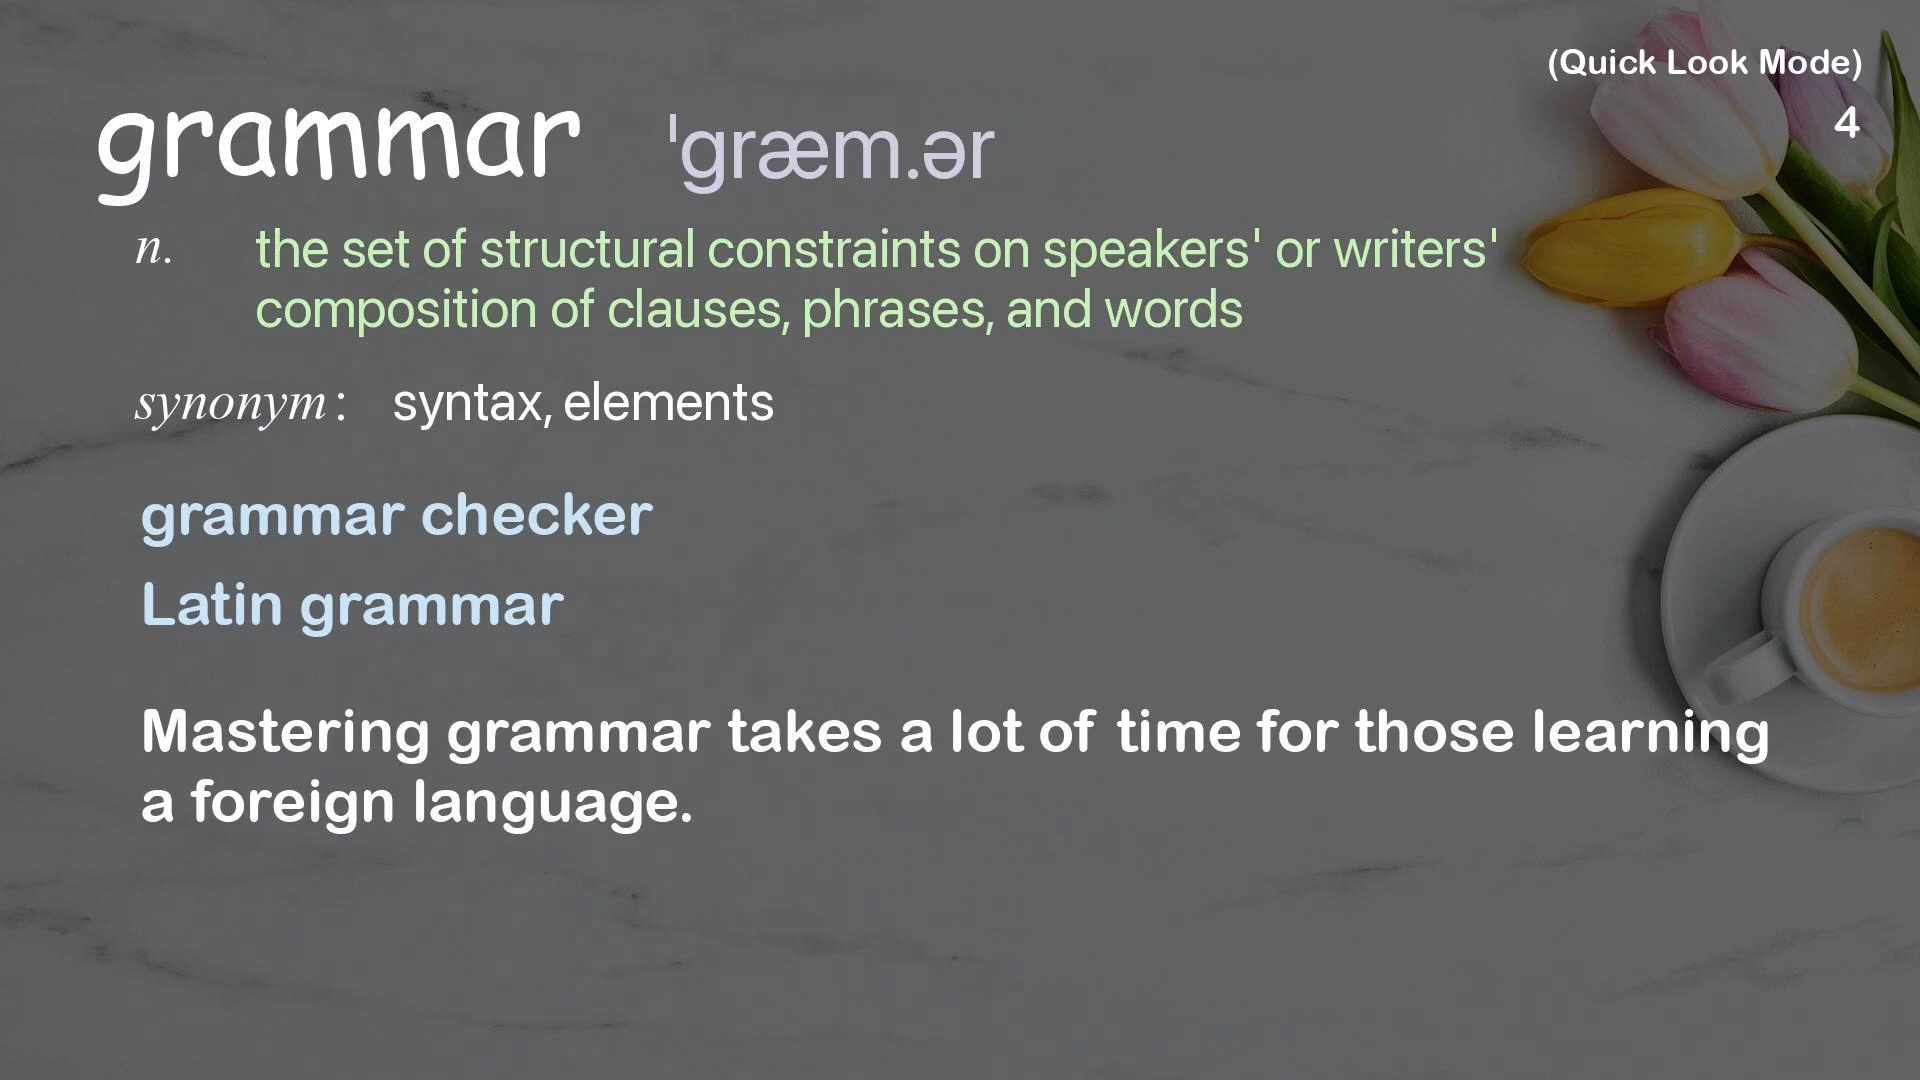 (Quick Look Mode)
4
grammar ˈɡræm.ər
n. the set of structural constraints on speakers' or writers'
composition of clauses, phrases, and words
synonym: syntax, elements
grammar checker
Latin grammar
Mastering grammar takes a lot of time for those learning
a foreign language.